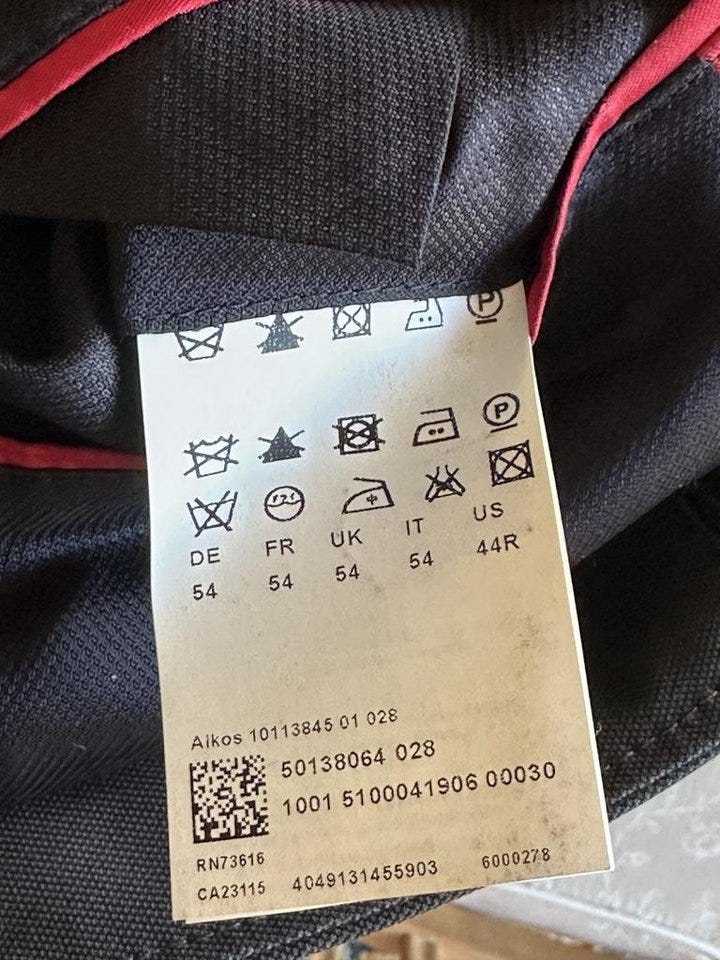 P
P
DE FR UK IT US
54 54 54 54 44R
Aikos 10113845 01 028
50138064 028
1001 5100041906 00030
RN73616
CA23115 4049131455903 6000278